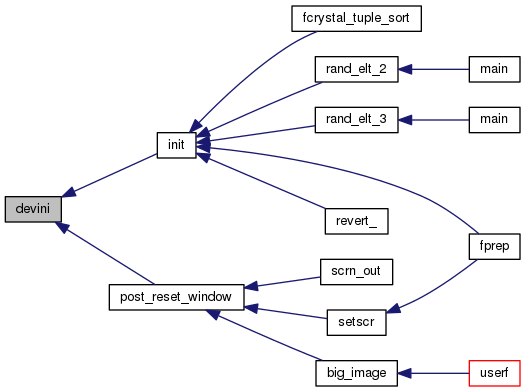 fcrystal_tuple_sort
rand_elt_2
main
rand_elt_3
main
init
devini
revert_
fprep
scrn_out
post_reset_window
setscr
big_image
userf